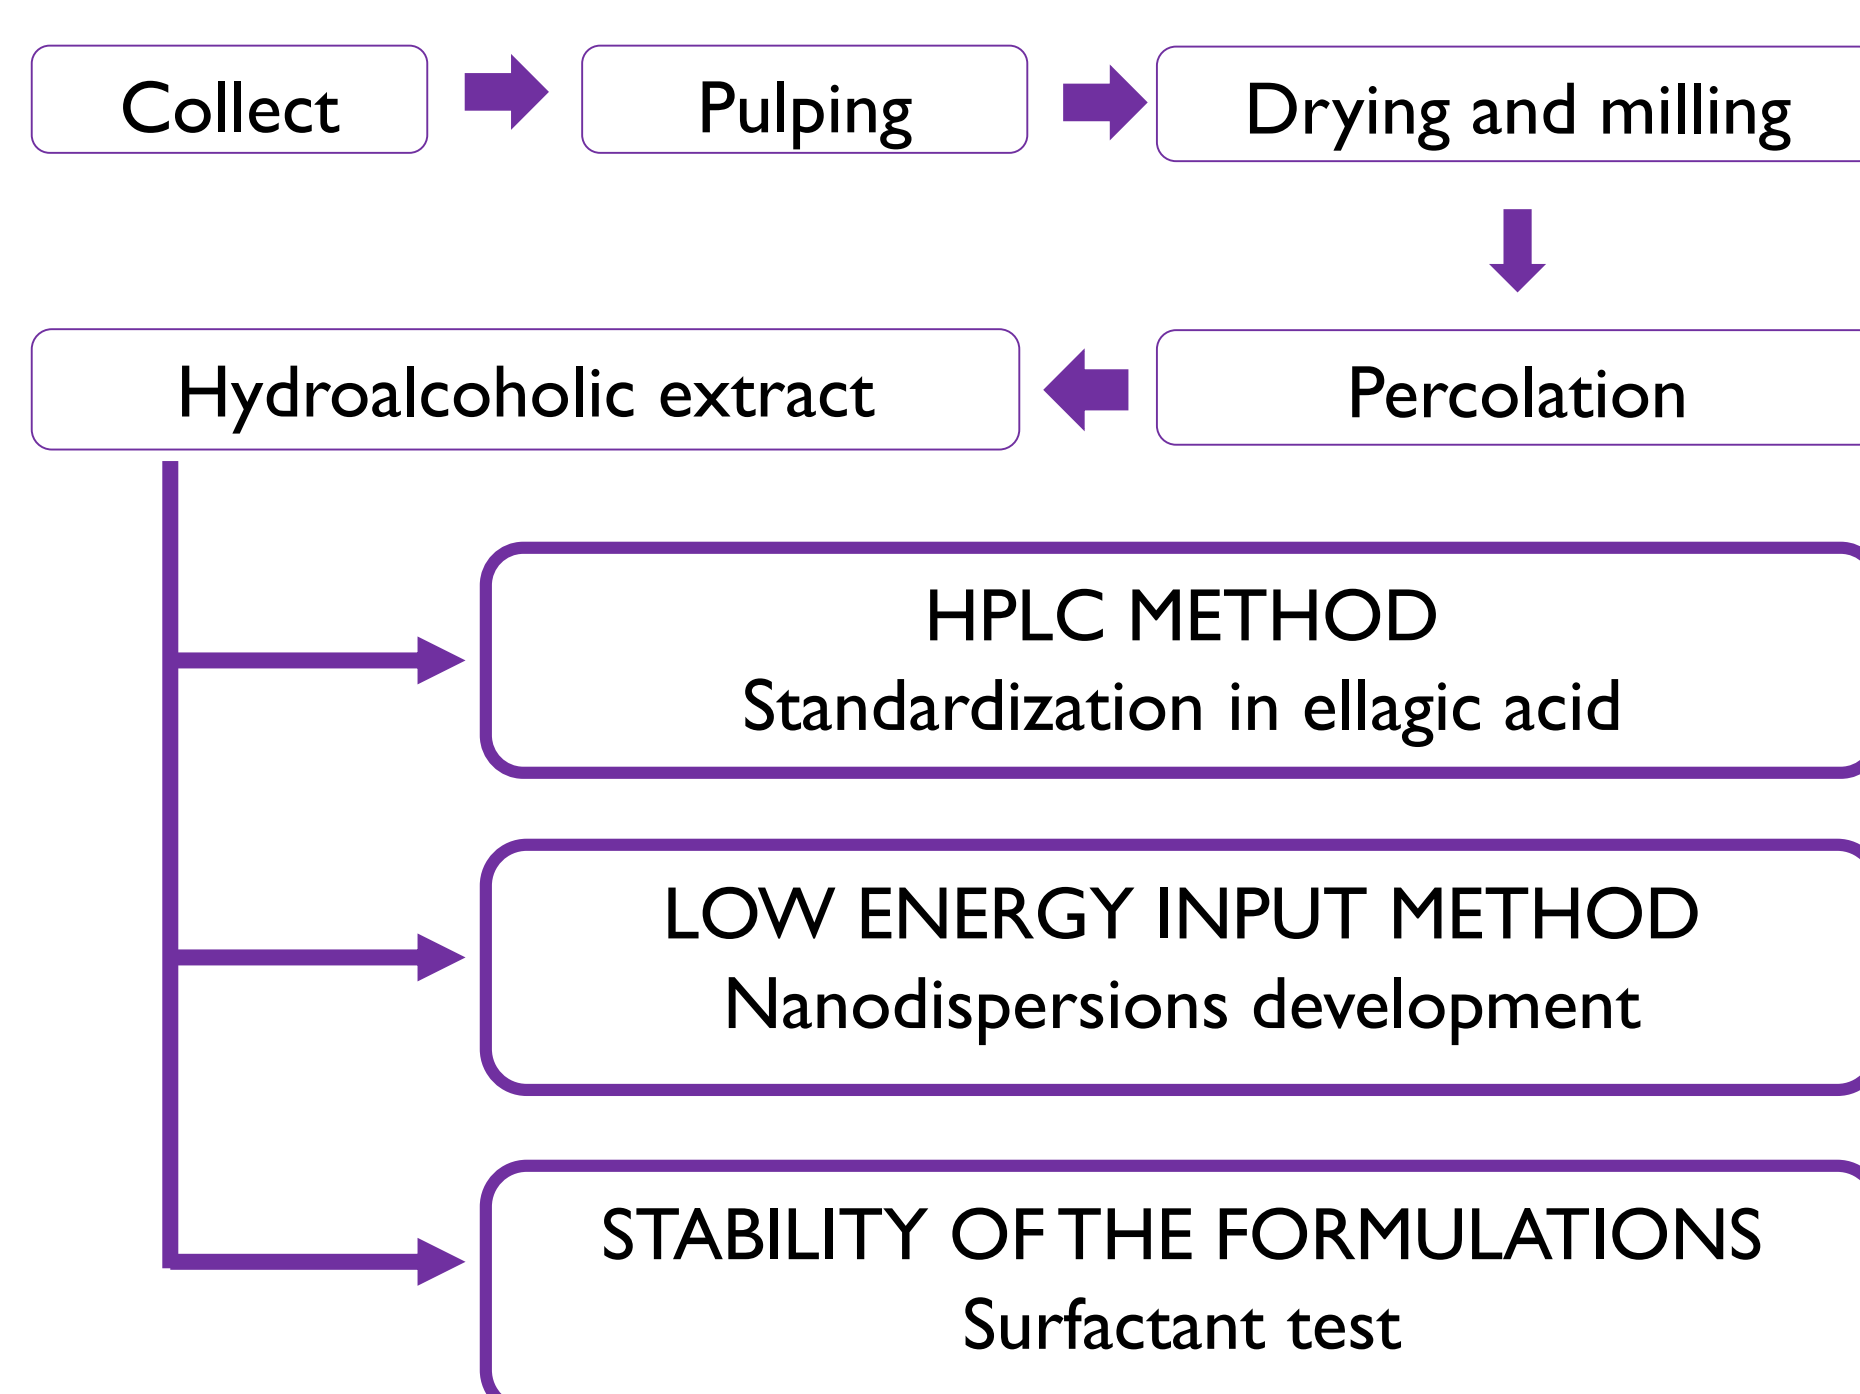 Collect
Pulping
Drying and milling
Hydroalcoholic extract
Percolation
HPLC METHOD
Standardization in ellagic acid
LOW ENERGY INPUT METHOD
Nanodispersions development
STABILITY OF THE FORMULATIONS
Surfactant test